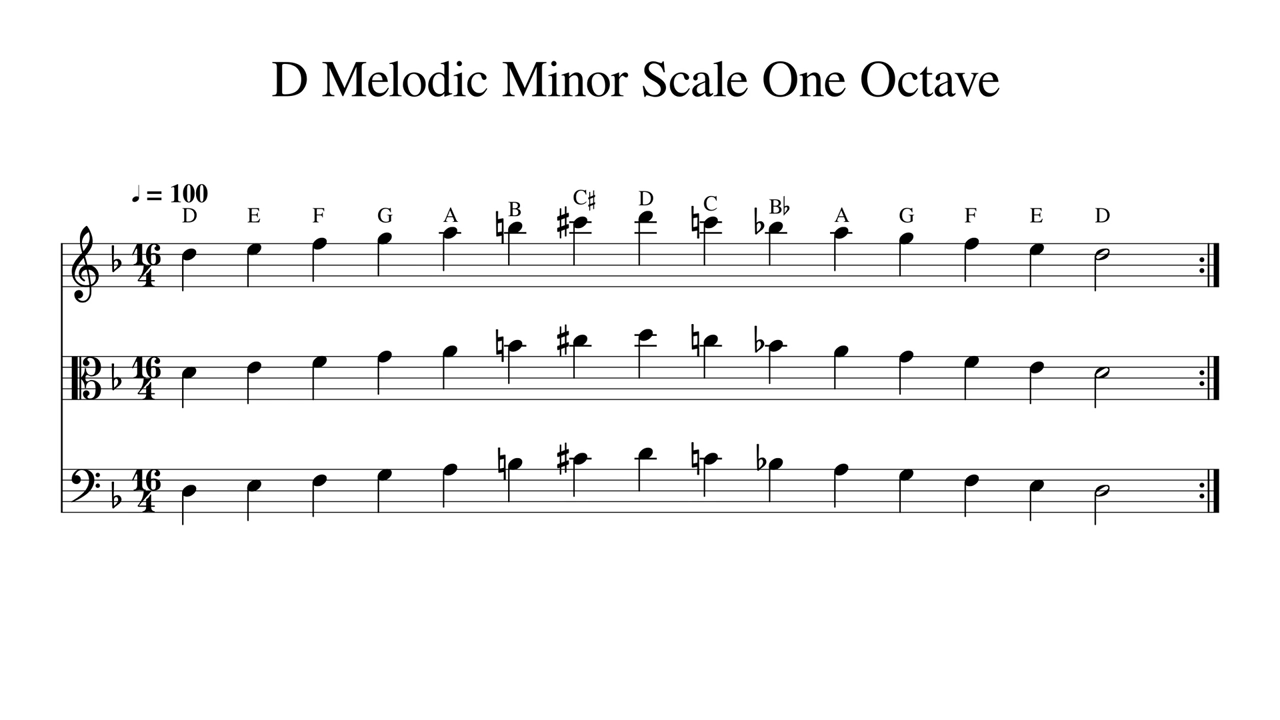 D Melodic Minor Scale One Octave
♩ = 100
D E F G A B C♯ D C B♭ A G F E D
16
4
16
4
16
4